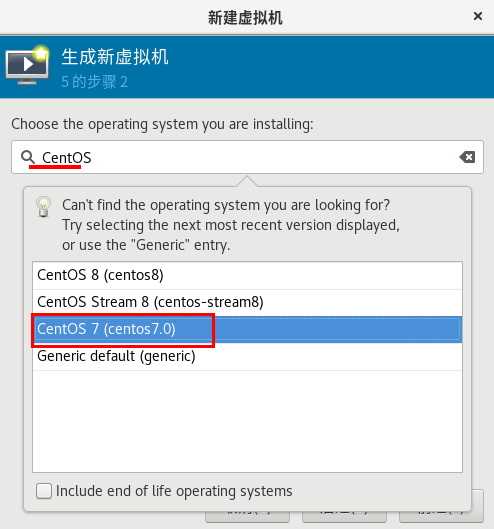 新建虚拟机
生成新虚拟机
5 的步骤 2
Choose the operating system you are installing:
CentOS
Can't find the operating system you are looking for?
Try selecting the next most recent version displayed,
or use the "Generic" entry.
CentOS 8 (centos8)
CentOS Stream 8 (centos-stream8)
CentOS 7 (centos7.0)
Generic default (generic)
Include end of life operating systems